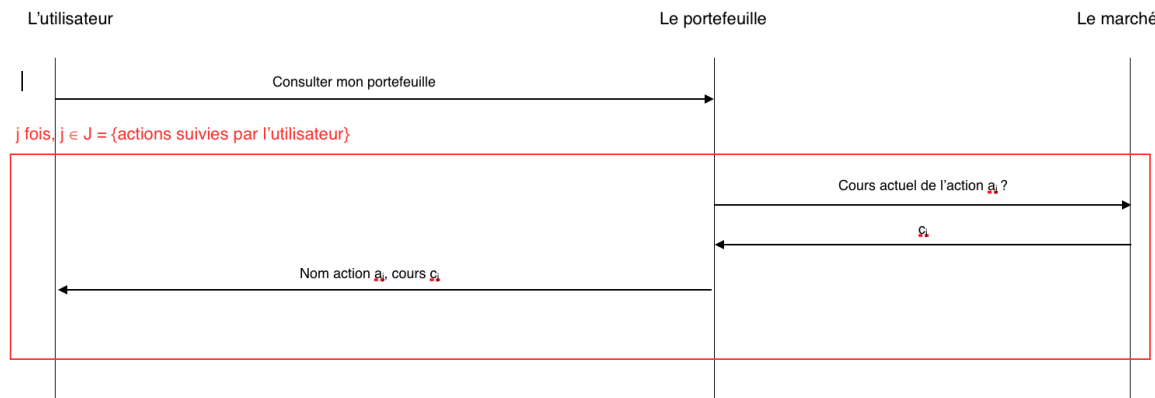 L'utilisateur
Le portefeuille
Le marché
Consulter mon portefeuille
j fois, j ∈ J = {actions suivies par l'utilisateur}
Cours actuel de l'action aⱼ ?
cⱼ
Nom action aⱼ, cours cⱼ